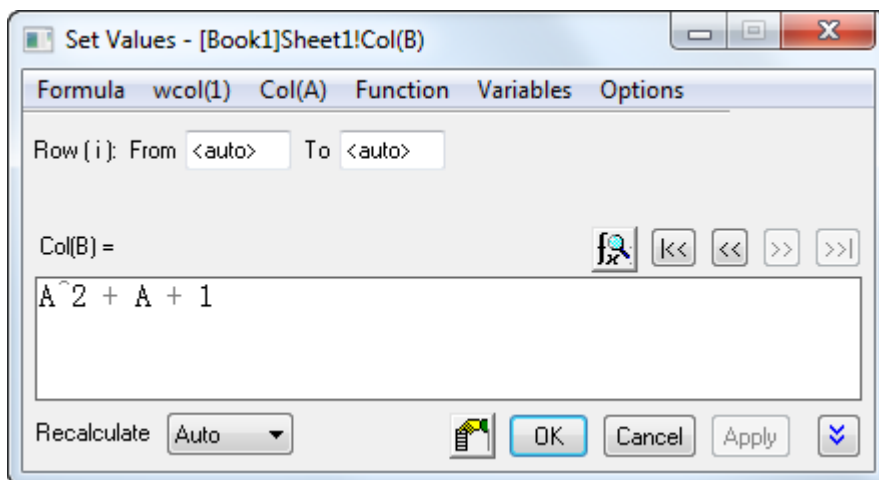 Set Values - [Book1]Sheet1!Col(B)
Formula wcol(1) Col(A) Function Variables Options
Row (i): From <auto> To <auto>
Col(B) = |<< << >> >>|
A^2 + A + 1
Recalculate Auto OK Cancel Apply